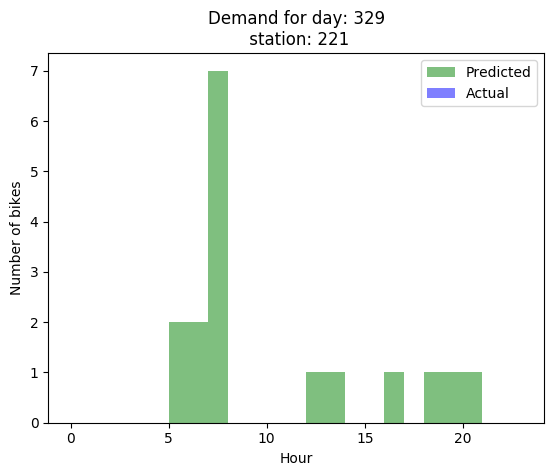 Demand for day: 329
station: 221
Predicted
Actual
Number of bikes
7
6
5
4
3
2
1
0
0 5 10 15 20
Hour